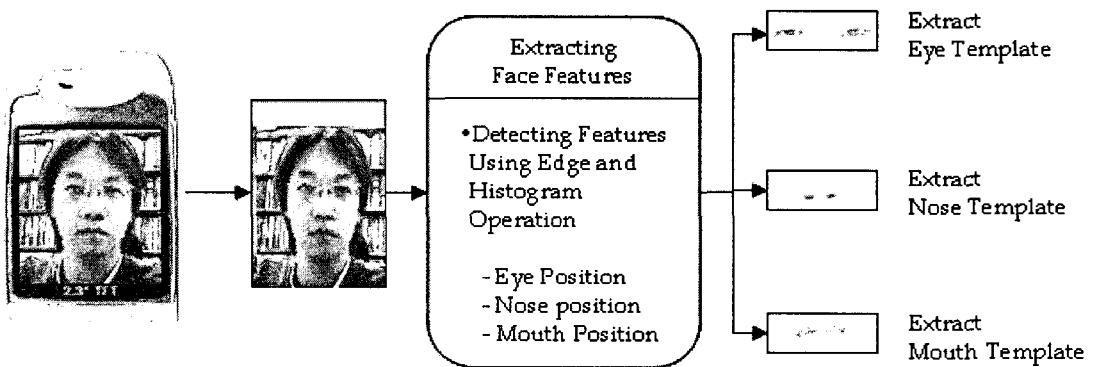 Extracting
Face Features
•Detecting Features
Using Edge and
Histogram
Operation
- Eye Position
- Nose position
- Mouth Position
Extract
Eye Template
Extract
Nose Template
Extract
Mouth Template